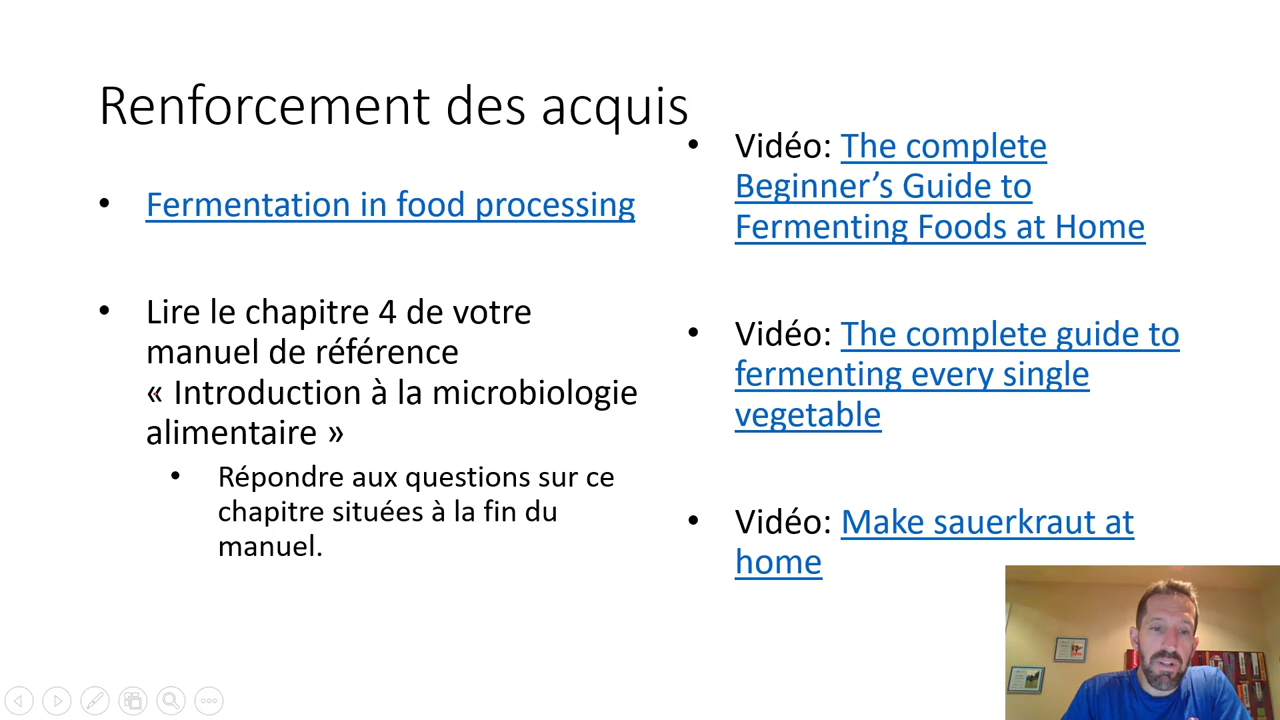 Renforcement des acquis
• Fermentation in food processing
• Lire le chapitre 4 de votre
manuel de référence
« Introduction à la microbiologie
alimentaire »
• Répondre aux questions sur ce
chapitre situées à la fin du
manuel.
• Vidéo: The complete
Beginner’s Guide to
Fermenting Foods at Home
• Vidéo: The complete guide to
fermenting every single
vegetable
• Vidéo: Make sauerkraut at
home